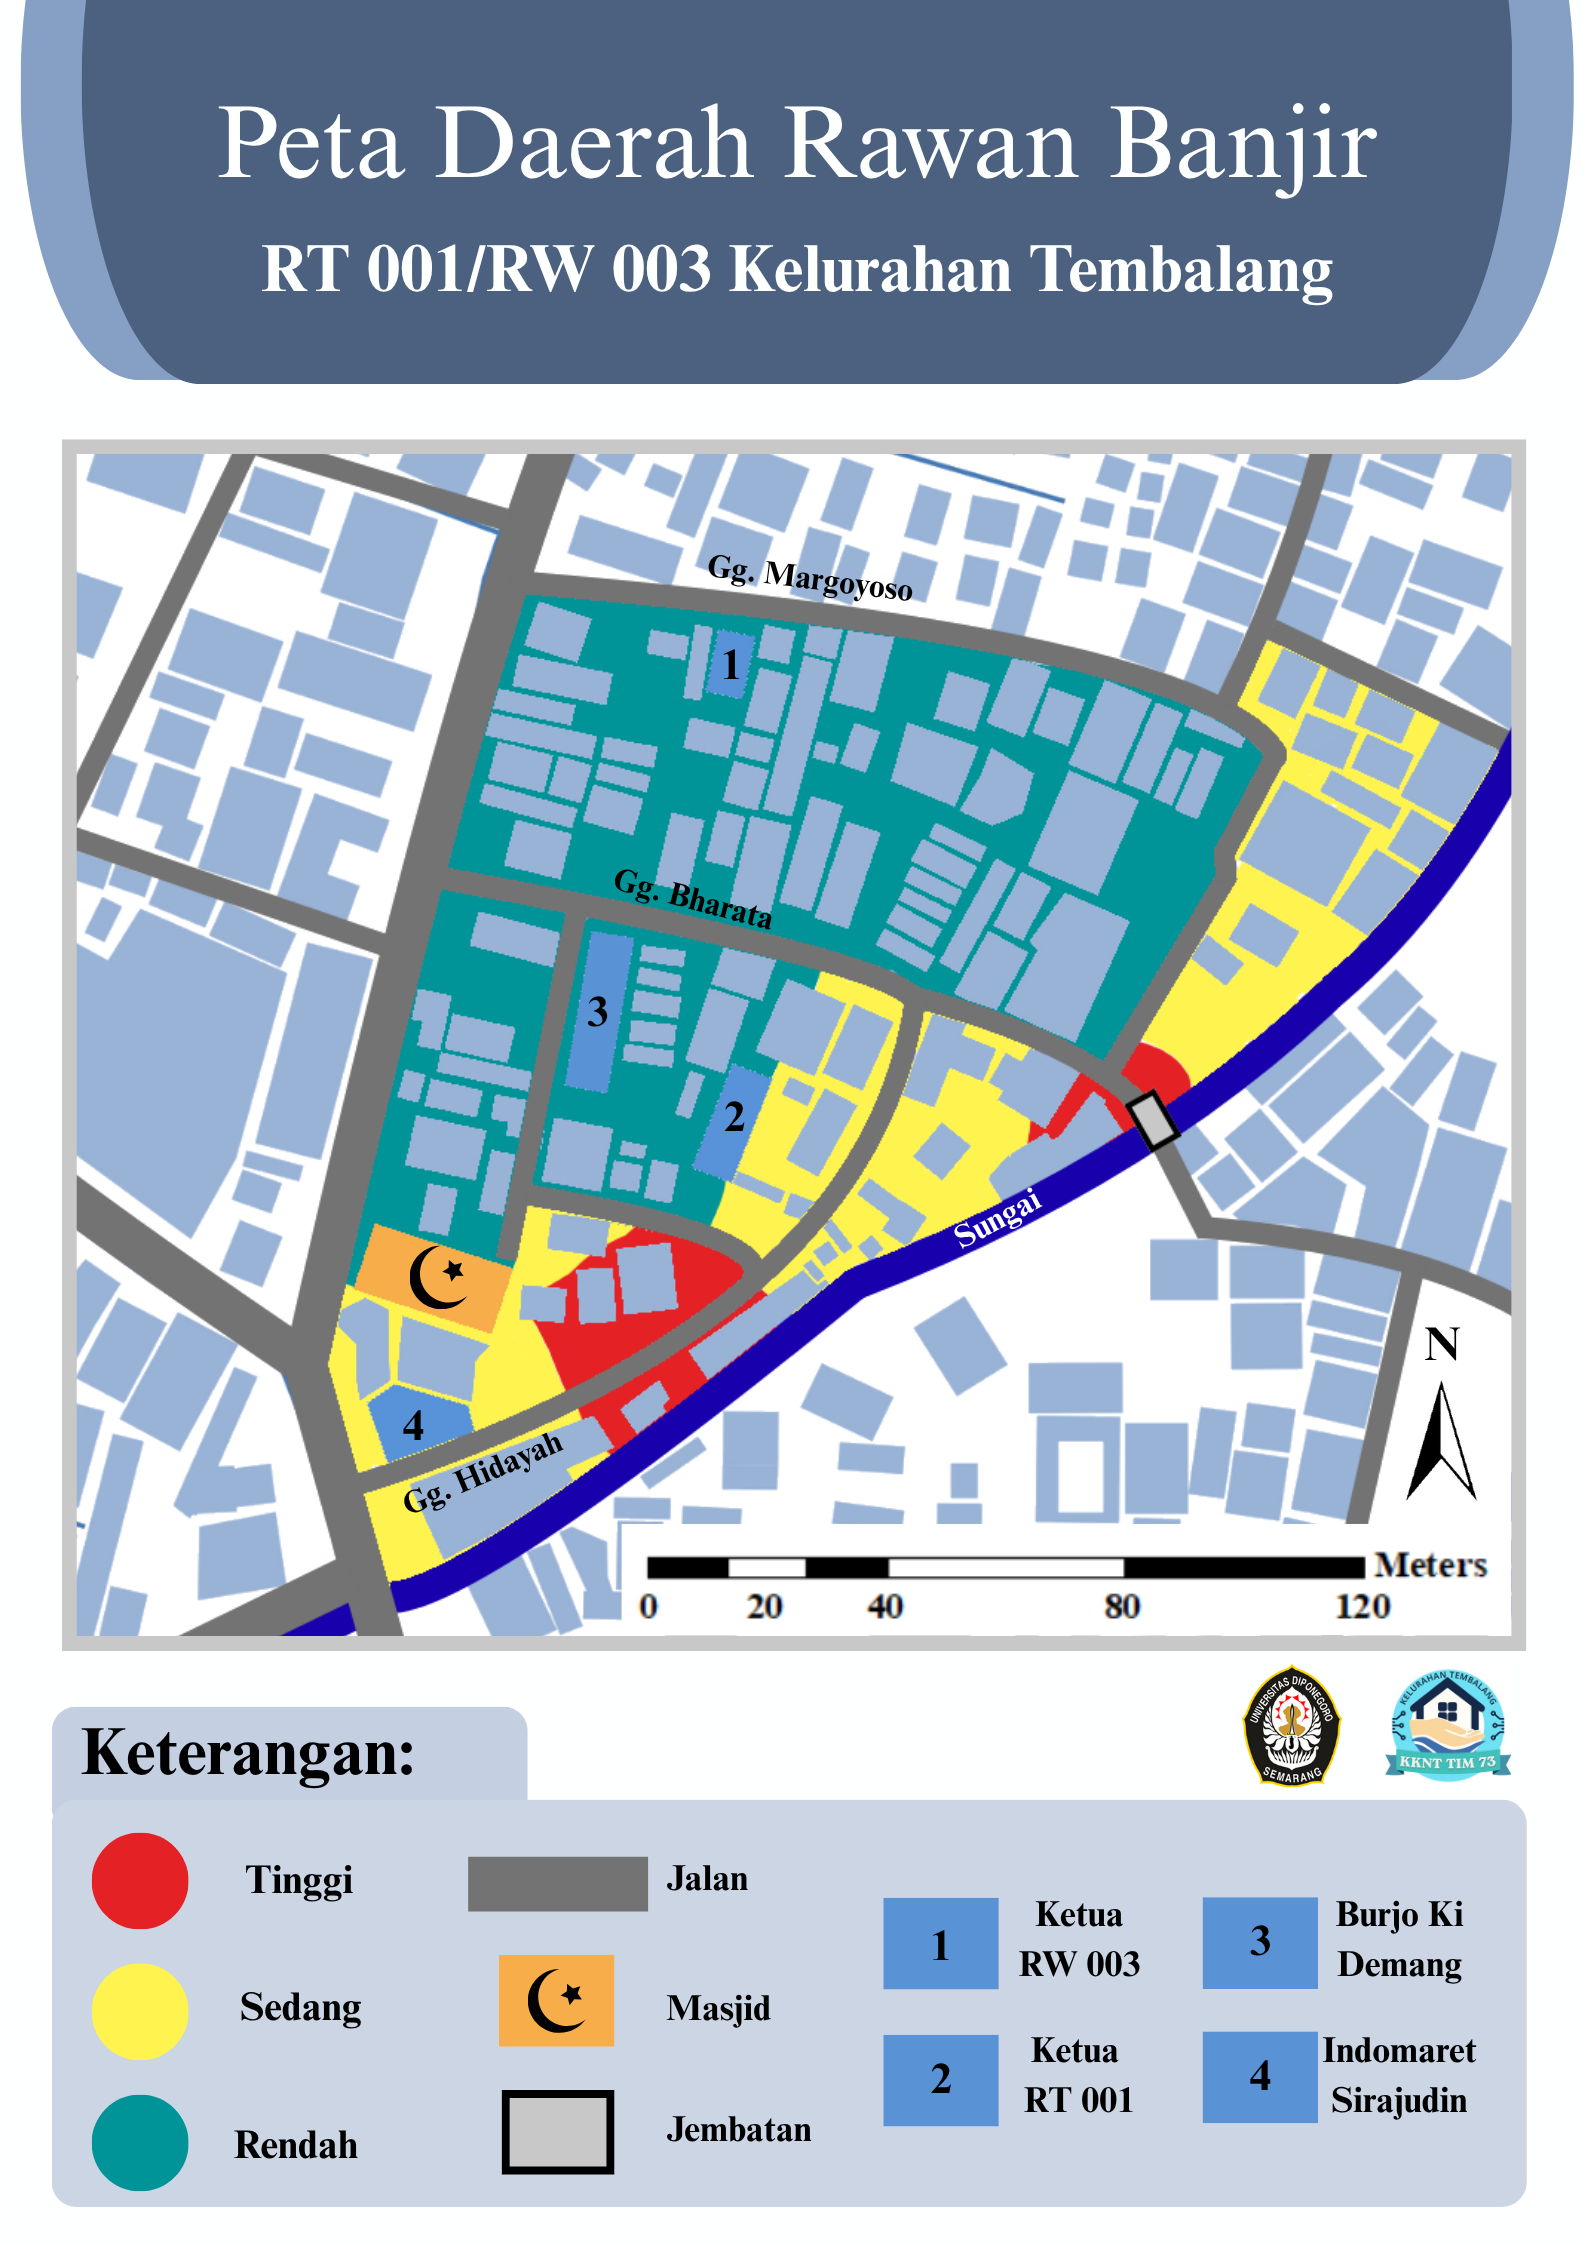 Peta Daerah Rawan Banjir
RT 001/RW 003 Kelurahan Tembalang
Gg. Margoyoso
1
Gg. Bharata
3
2
Sungai
4
Gg. Hidayah
N
Meters
0 20 40 80 120
UNIVERSITAS DIPONEGORO
SEMARANG
KELURAHAN TEMBALANG
KKNT TIM 73
Keterangan:
Tinggi
Sedang
Rendah
Jalan
Masjid
Jembatan
1
Ketua
RW 003
2
Ketua
RT 001
3
Burjo Ki
Demang
4
Indomaret
Sirajudin